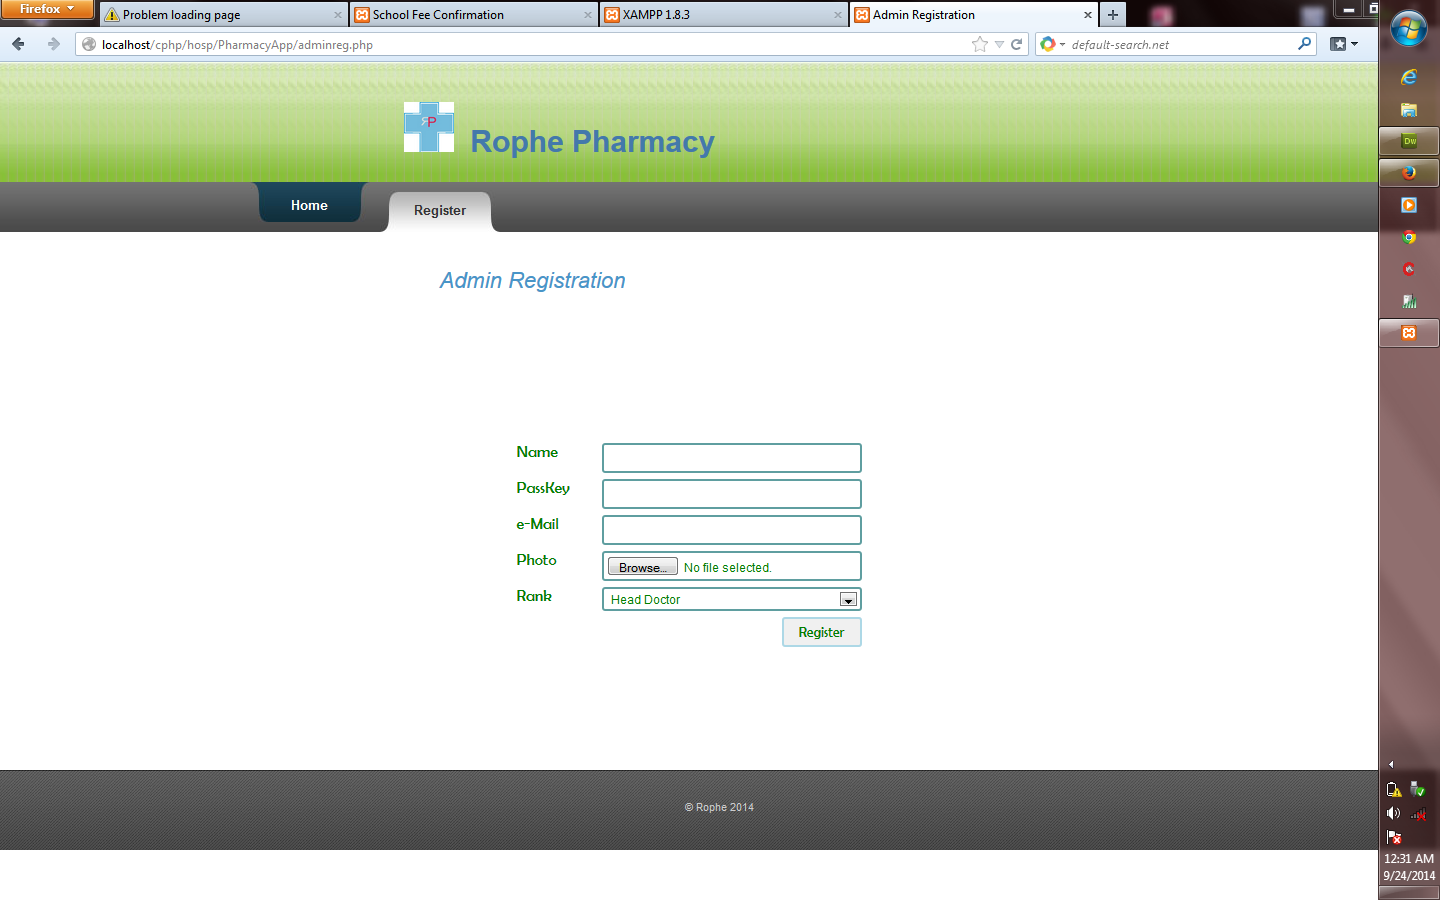 Firefox
Problem loading page
School Fee Confirmation
XAMPP 1.8.3
Admin Registration
localhost/cphp/hosp/PharmacyApp/adminreg.php
default-search.net
RP
Rophe Pharmacy
Home
Register
Admin Registration
Name
PassKey
e-Mail
Photo
Browse... No file selected.
Rank
Head Doctor
Register
© Rophe 2014
Dw
12:31 AM
9/24/2014